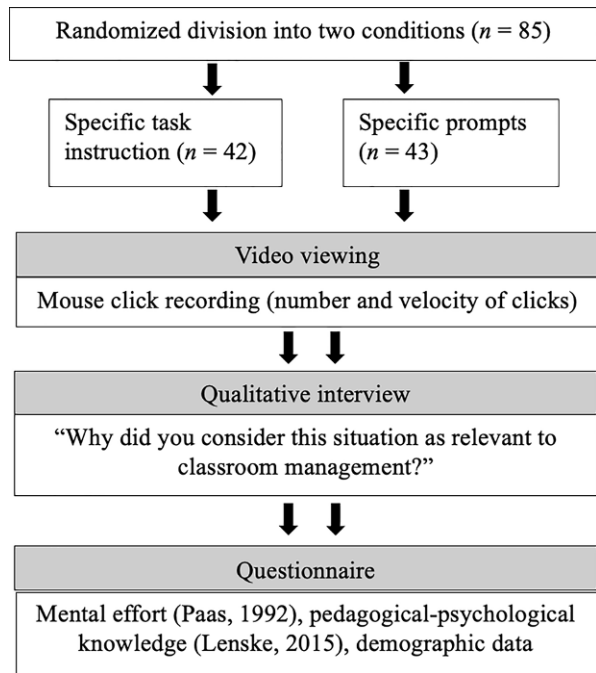 Randomized division into two conditions (n = 85)
Specific task
instruction (n = 42)
Specific prompts
(n = 43)
Video viewing
Mouse click recording (number and velocity of clicks)
Qualitative interview
“Why did you consider this situation as relevant to
classroom management?”
Questionnaire
Mental effort (Paas, 1992), pedagogical-psychological
knowledge (Lenske, 2015), demographic data